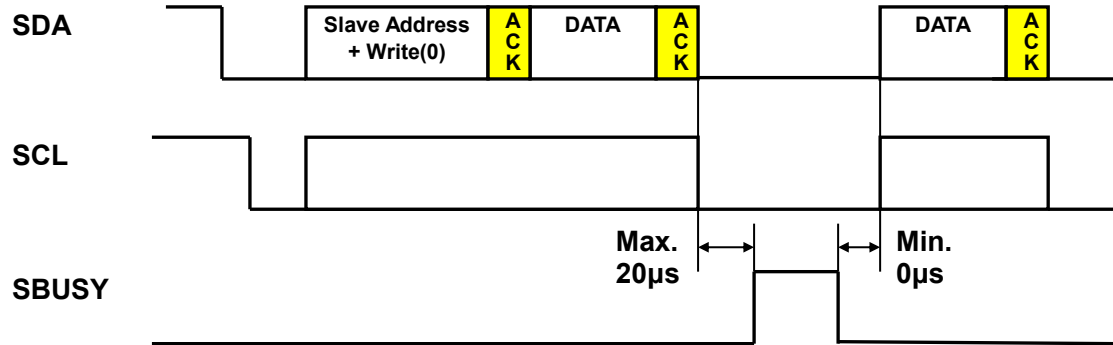 SDA
Slave Address
+ Write(0)
A
C
K
DATA
A
C
K
DATA
A
C
K
SCL
Max.
20µs
Min.
0µs
SBUSY